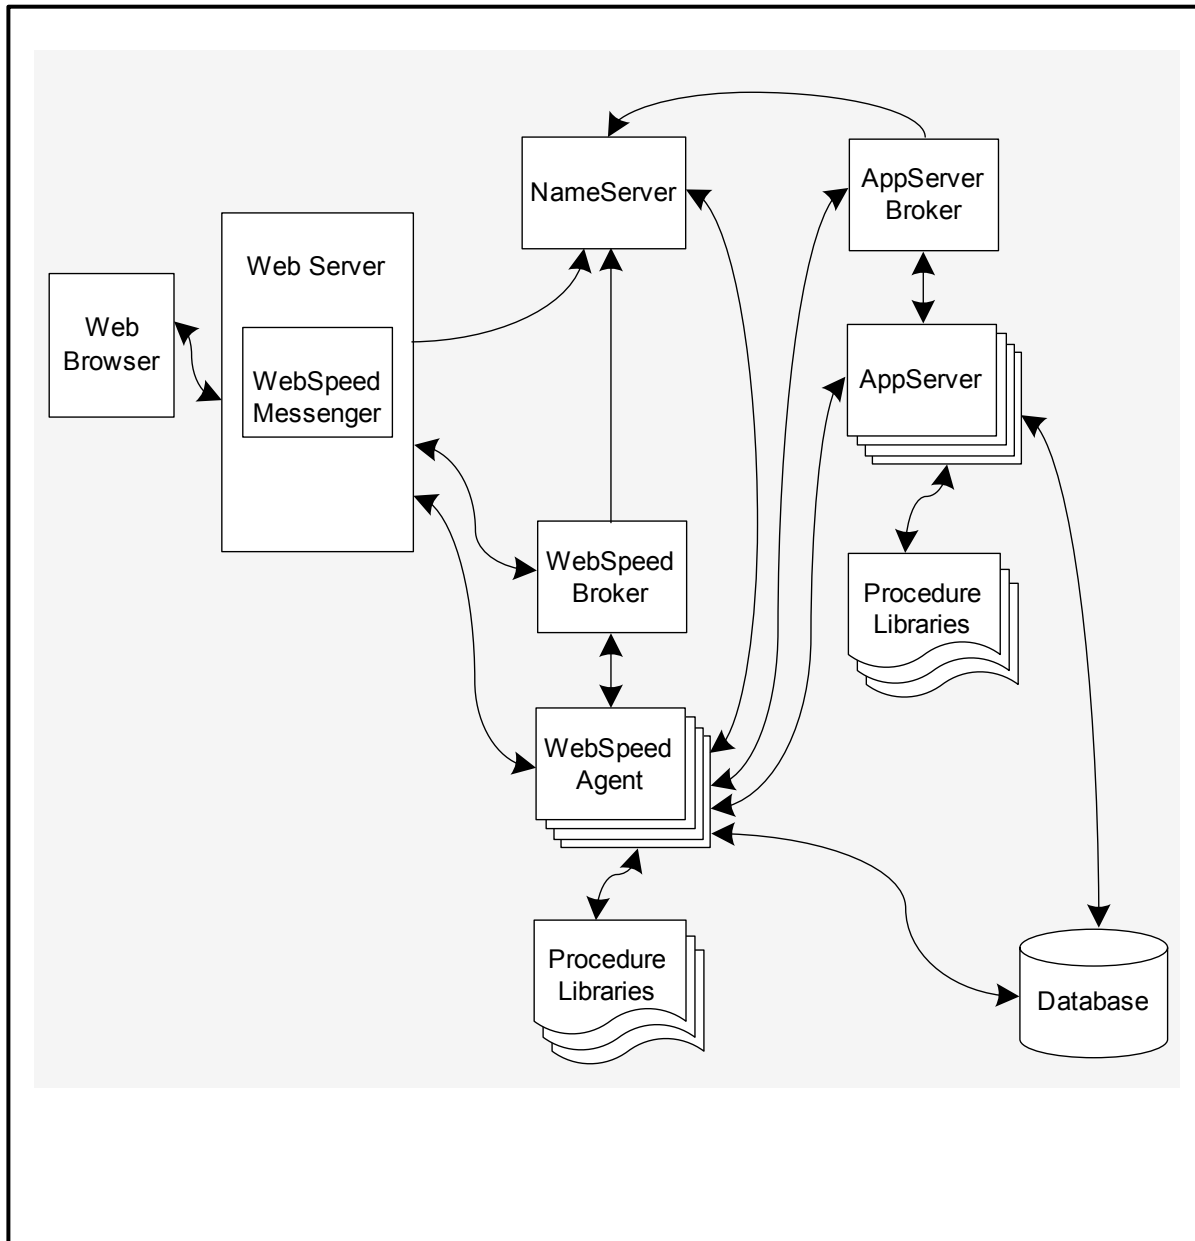 NameServer
AppServer
Broker
Web Server
Web
Browser
WebSpeed
Messenger
AppServer
WebSpeed
Broker
Procedure
Libraries
WebSpeed
Agent
Procedure
Libraries
Database